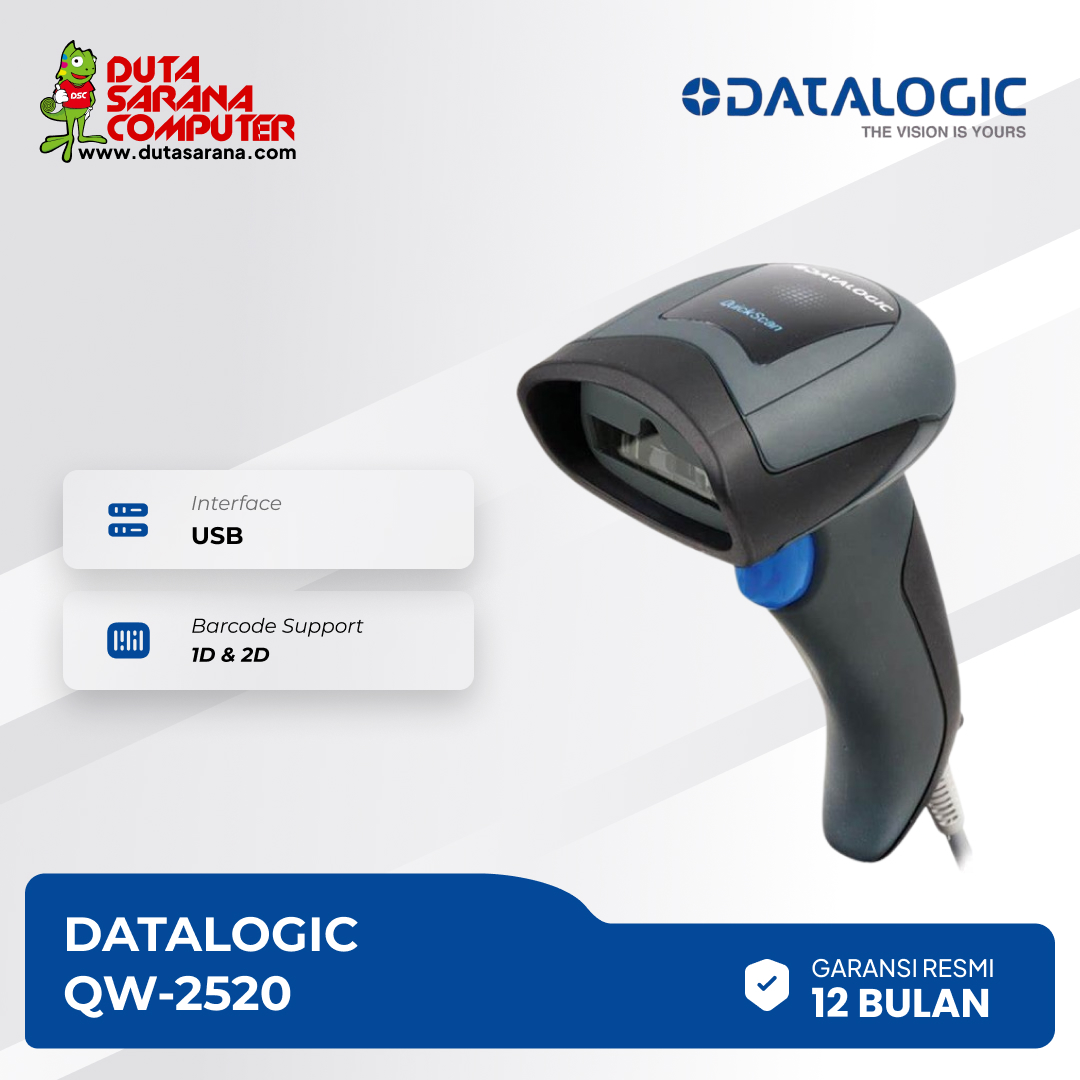 DSC
DUTA
SARANA
COMPUTER
www.dutasarana.com
DATALOGIC
THE VISION IS YOURS
DATALOGIC
QuickScan
Interface
USB
Barcode Support
1D & 2D
DATALOGIC
QW-2520
GARANSI RESMI
12 BULAN